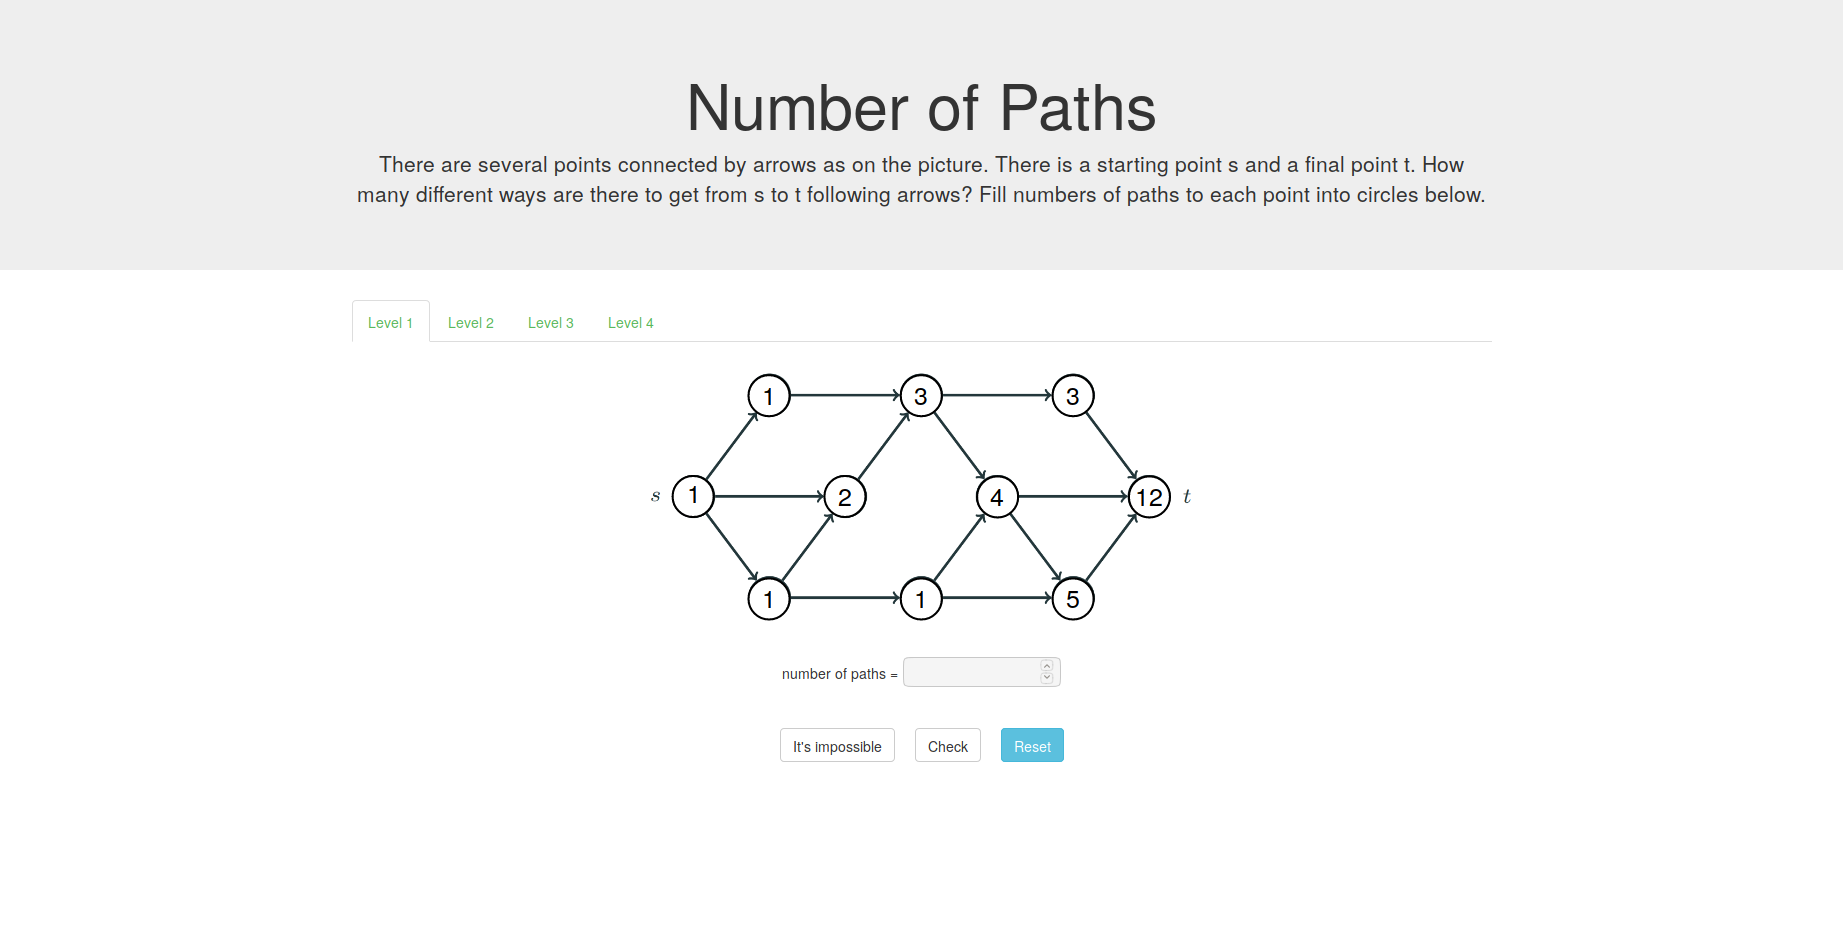 Number of Paths
There are several points connected by arrows as on the picture. There is a starting point s and a final point t. How
many different ways are there to get from s to t following arrows? Fill numbers of paths to each point into circles below.
Level 1 Level 2 Level 3 Level 4
1 3 3
s 1 2 4 12 t
1 1 5
number of paths =
It's impossible Check Reset